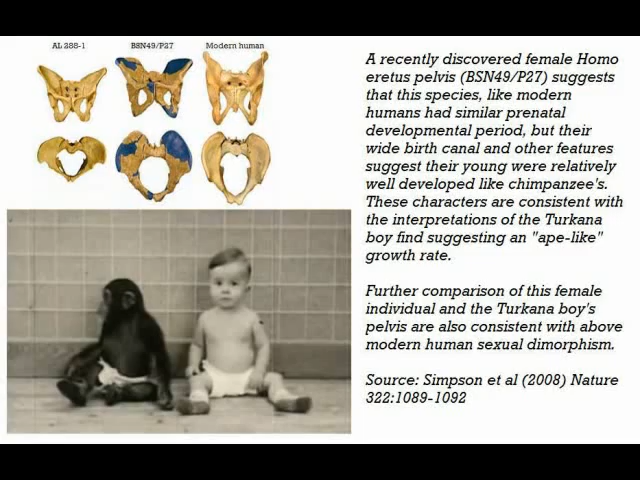 AL 288-1 BSN49/P27 Modern human
A recently discovered female Homo
eretus pelvis (BSN49/P27) suggests
that this species, like modern
humans had similar prenatal
developmental period, but their
wide birth canal and other features
suggest their young were relatively
well developed like chimpanzee's.
These characters are consistent with
the interpretations of the Turkana
boy find suggesting an "ape-like"
growth rate.
Further comparison of this female
individual and the Turkana boy's
pelvis are also consistent with above
modern human sexual dimorphism.
Source: Simpson et al (2008) Nature
322:1089-1092